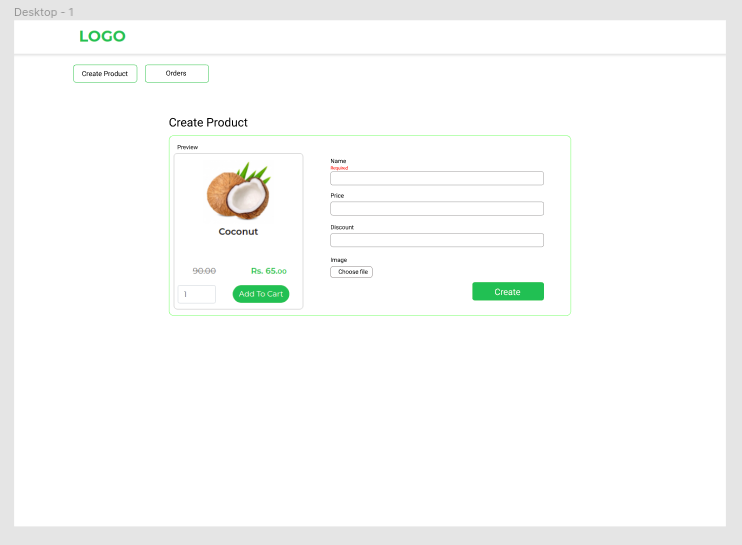 Desktop - 1
LOGO
Create Product
Orders
Create Product
Preview
Coconut
90.00
Rs. 65.00
1
Add To Cart
Name
Required
Price
Discount
Image
Choose file
Create